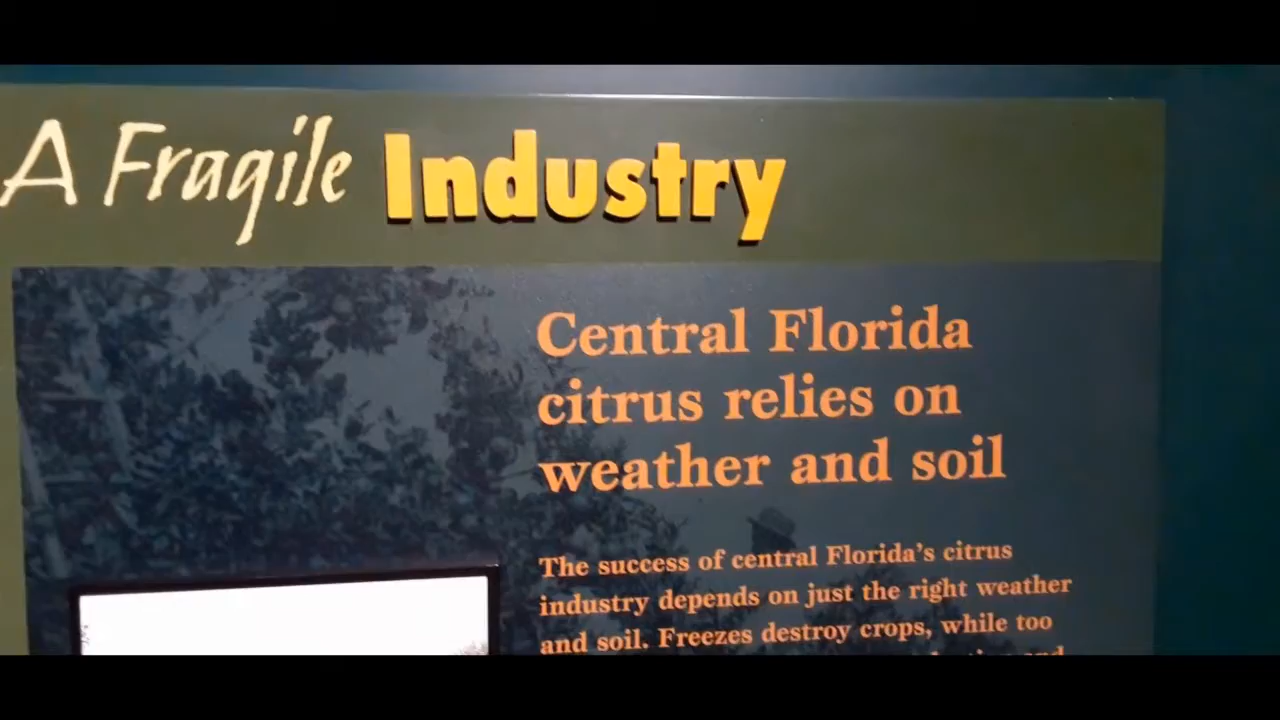 A Fragile Industry
Central Florida
citrus relies on
weather and soil
The success of central Florida's citrus
industry depends on just the right weather
and soil. Freezes destroy crops, while too